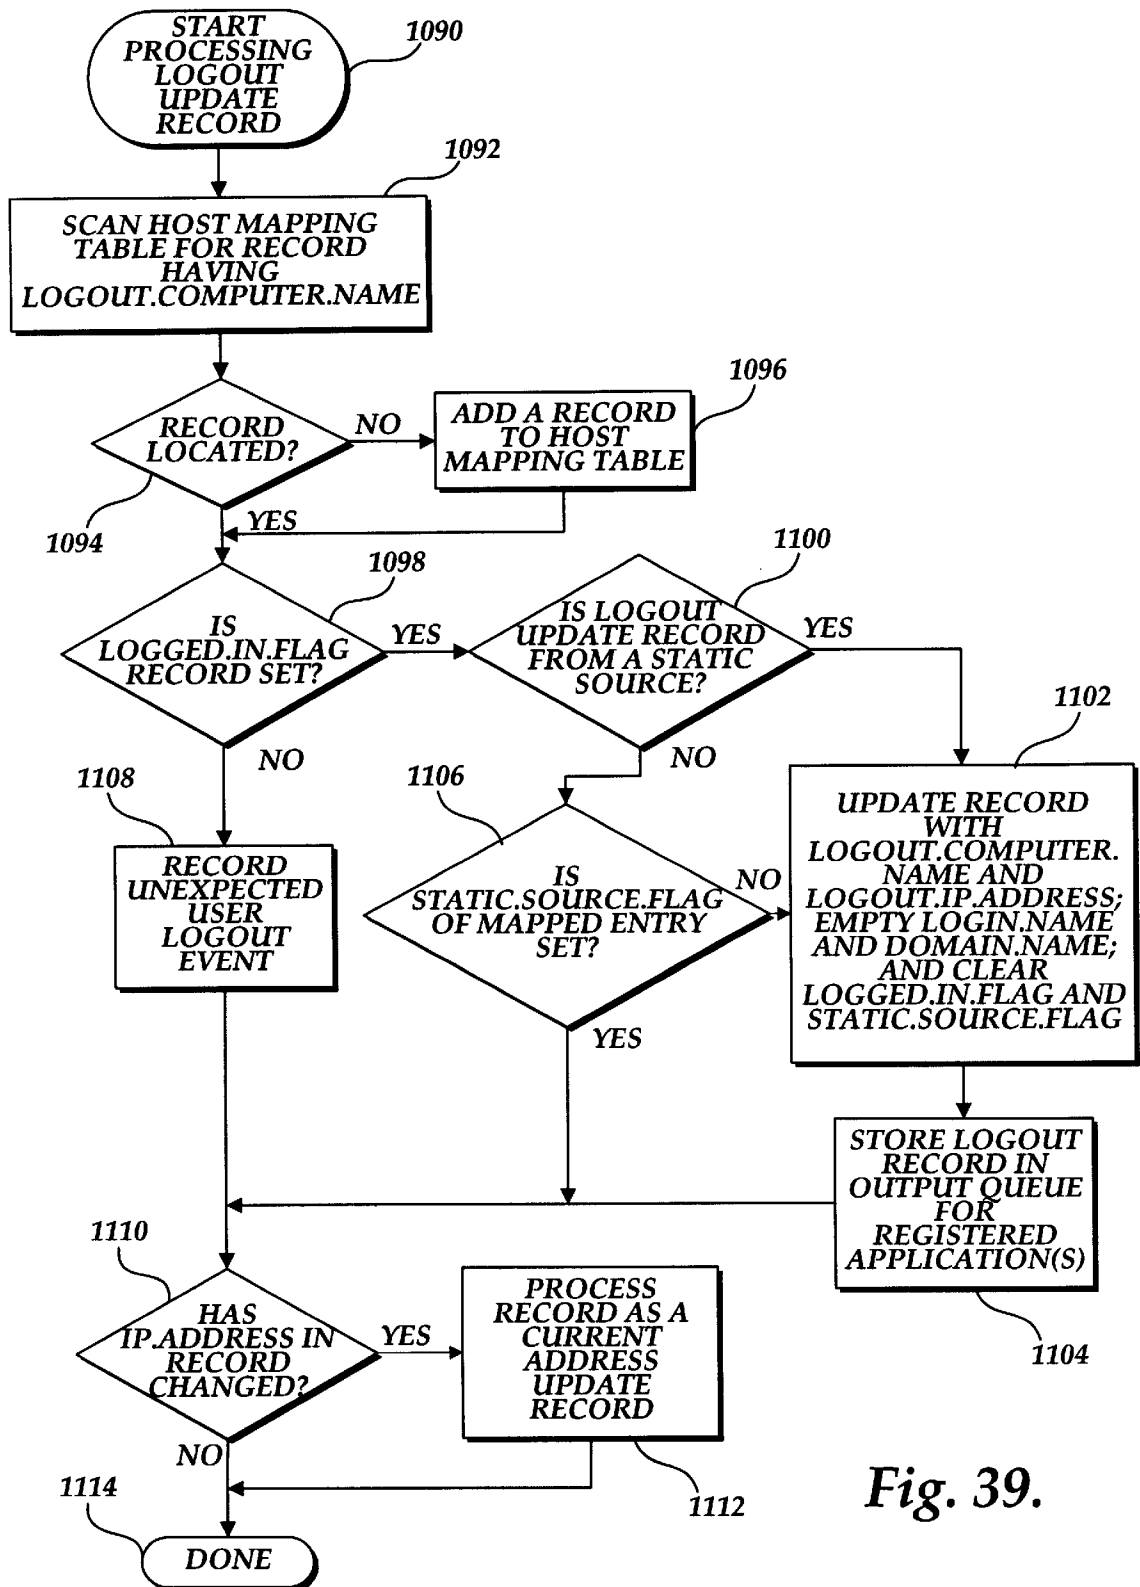 START
PROCESSING
LOGOUT
UPDATE
RECORD
1090
1092
SCAN HOST MAPPING
TABLE FOR RECORD
HAVING
LOGOUT.COMPUTER.NAME
RECORD
LOCATED?
NO
1094
YES
1096
ADD A RECORD
TO HOST
MAPPING TABLE
1098
IS
LOGGED.IN.FLAG
RECORD SET?
YES
NO
1100
IS LOGOUT
UPDATE RECORD
FROM A STATIC
SOURCE?
YES
NO
1102
UPDATE RECORD
WITH
LOGOUT.COMPUTER.
NAME AND
LOGOUT.IP.ADDRESS;
EMPTY LOGIN.NAME
AND DOMAIN.NAME;
AND CLEAR
LOGGED.IN.FLAG AND
STATIC.SOURCE.FLAG
1106
IS
STATIC.SOURCE.FLAG
OF MAPPED ENTRY
SET?
NO
YES
1108
RECORD
UNEXPECTED
USER
LOGOUT
EVENT
STORE LOGOUT
RECORD IN
OUTPUT QUEUE
FOR
REGISTERED
APPLICATION(S)
1104
1110
HAS
IP.ADDRESS IN
RECORD
CHANGED?
YES
NO
PROCESS
RECORD AS A
CURRENT
ADDRESS
UPDATE
RECORD
1112
1114
DONE
Fig. 39.